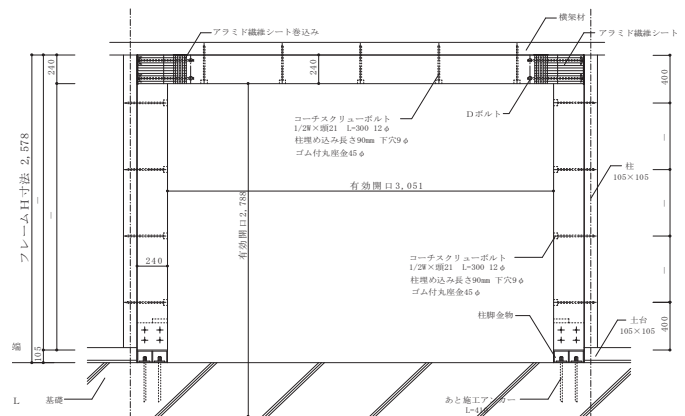 アラミド繊維シート巻込み
横架材
アラミド繊維シート
240
240
400
コーチスクリューボルト
1/2W×頭21 L=300 12φ
柱埋め込み長さ90mm 下穴9φ
ゴム付丸座金45φ
Dボルト
フレームH寸法 2,578
柱
105×105
有効開口3,051
有効開口2,788
240
コーチスクリューボルト
1/2W×頭21 L=300 12φ
柱埋め込み長さ90mm 下穴9φ
ゴム付丸座金45φ
柱脚金物
400
土台
105×105
105
L
基礎
あと施工アンカー